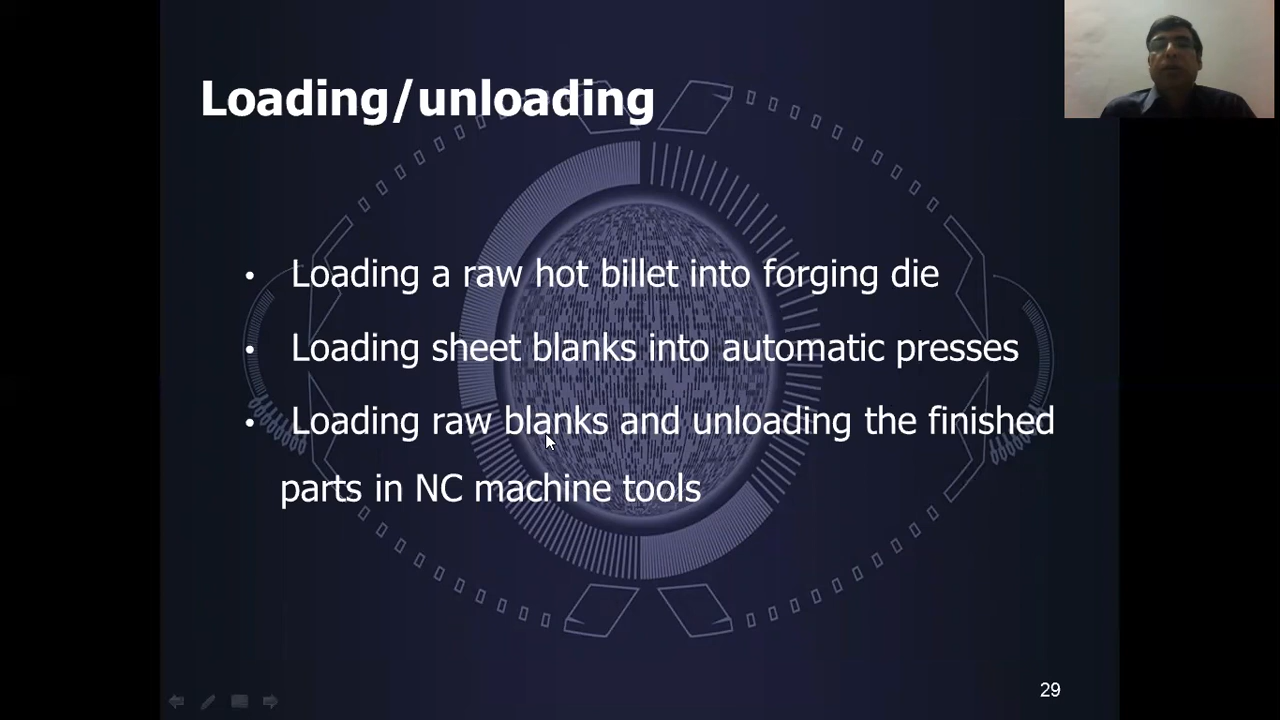 Loading/unloading
• Loading a raw hot billet into forging die
• Loading sheet blanks into automatic presses
• Loading raw blanks and unloading the finished
parts in NC machine tools
29